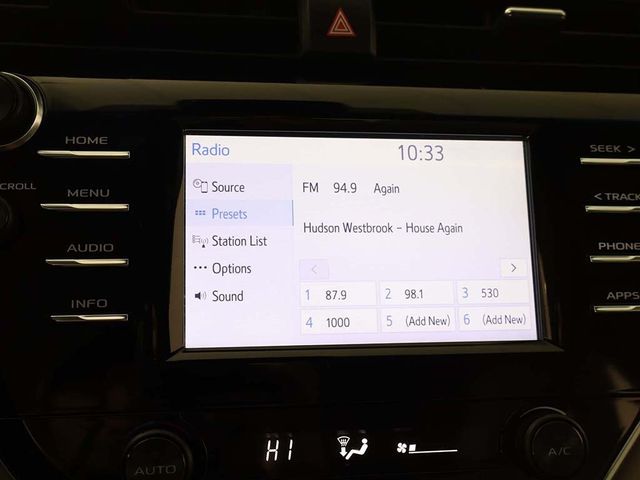 HOME
SCROLL
MENU
AUDIO
INFO
Radio 10:33
Source
Presets
Station List
Options
Sound
FM 94.9 Again
Hudson Westbrook – House Again
< >
1 87.9 2 98.1 3 530
4 1000 5 (Add New) 6 (Add New)
SEEK >
< TRACK
PHONE
APPS
AUTO
HI
A/C